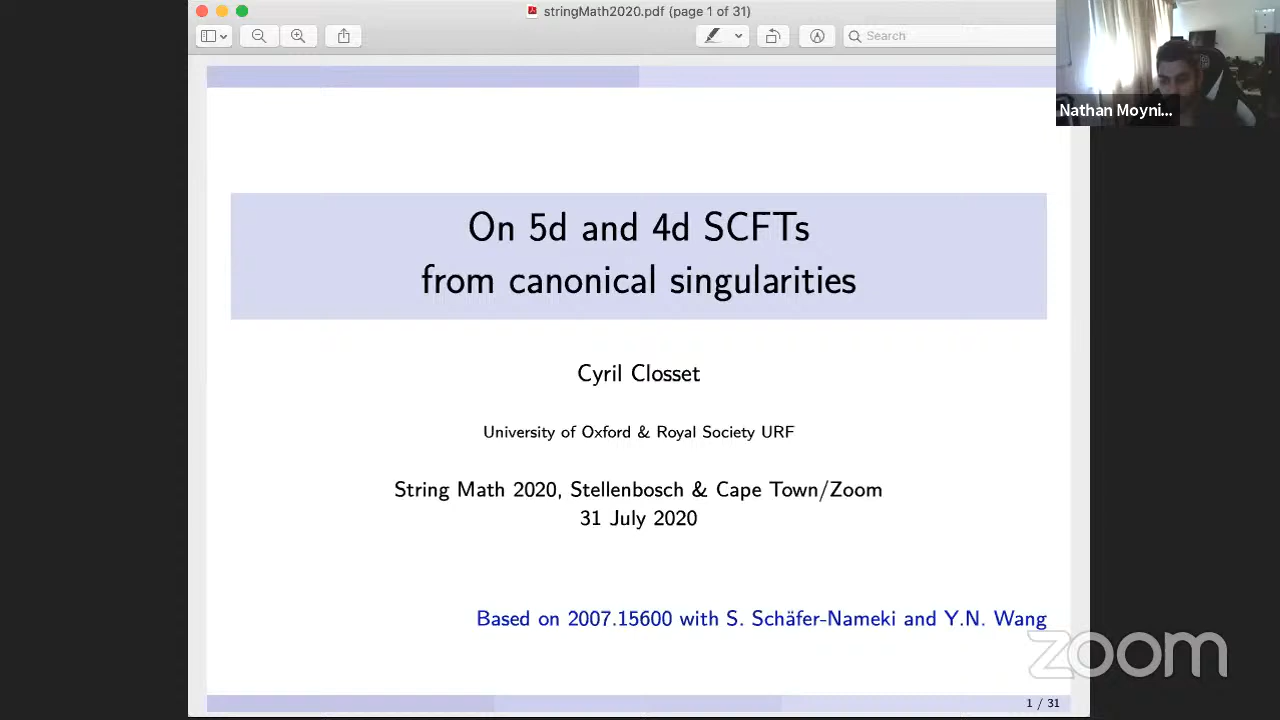 stringMath2020.pdf (page 1 of 31)
Search
Nathan Moyni...
On 5d and 4d SCFTs
from canonical singularities
Cyril Closset
University of Oxford & Royal Society URF
String Math 2020, Stellenbosch & Cape Town/Zoom
31 July 2020
Based on 2007.15600 with S. Schäfer-Nameki and Y.N. Wang
zoom
1 / 31